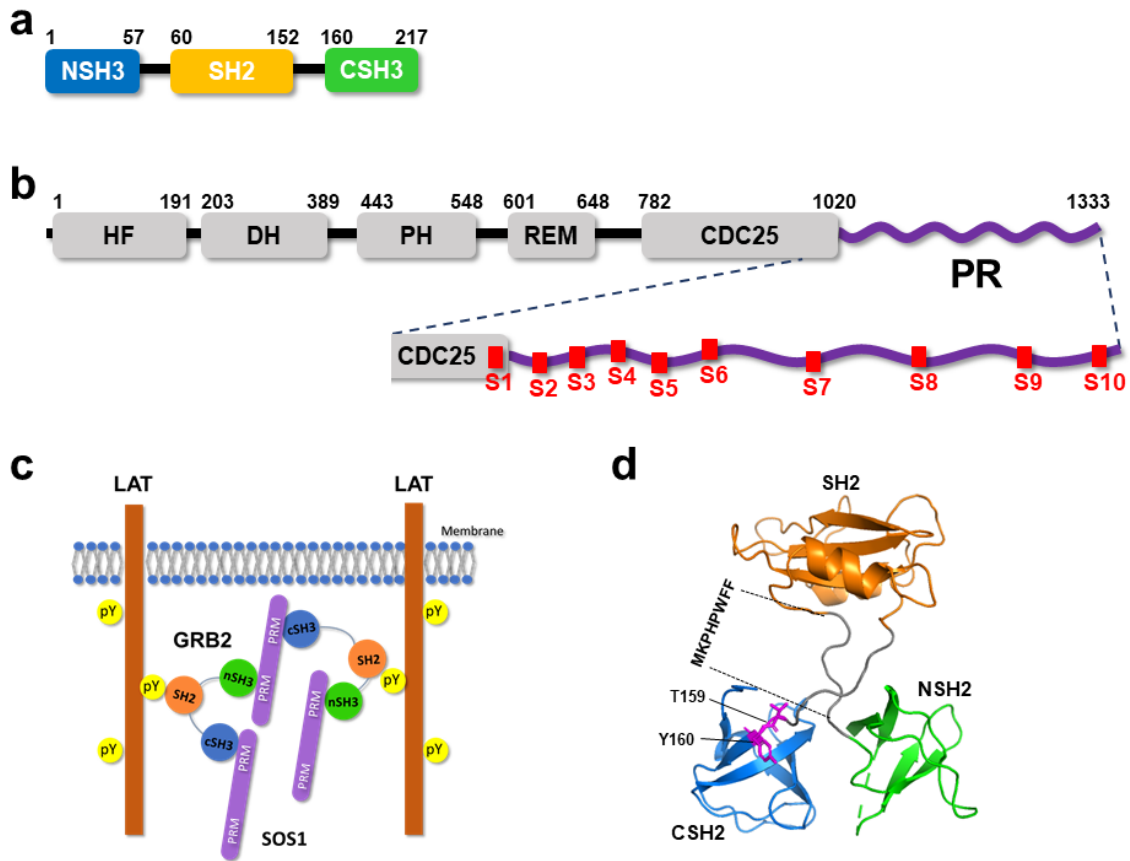 a
1 57 60 152 160 217
NSH3 SH2 CSH3
b
1 191 203 389 443 548 601 648 782 1020 1333
HF DH PH REM CDC25
PR
CDC25
S1 S2 S3 S4 S5 S6 S7 S8 S9 S10
c
LAT LAT
Membrane
pY pY
GRB2
PRM cSH3
SH2
pY SH2 nSH3 PRM nSH3 pY
cSH3
PRM PRM
pY pY
SOS1
d
SH2
MKPHPWFF
T159
NSH2
Y160
CSH2